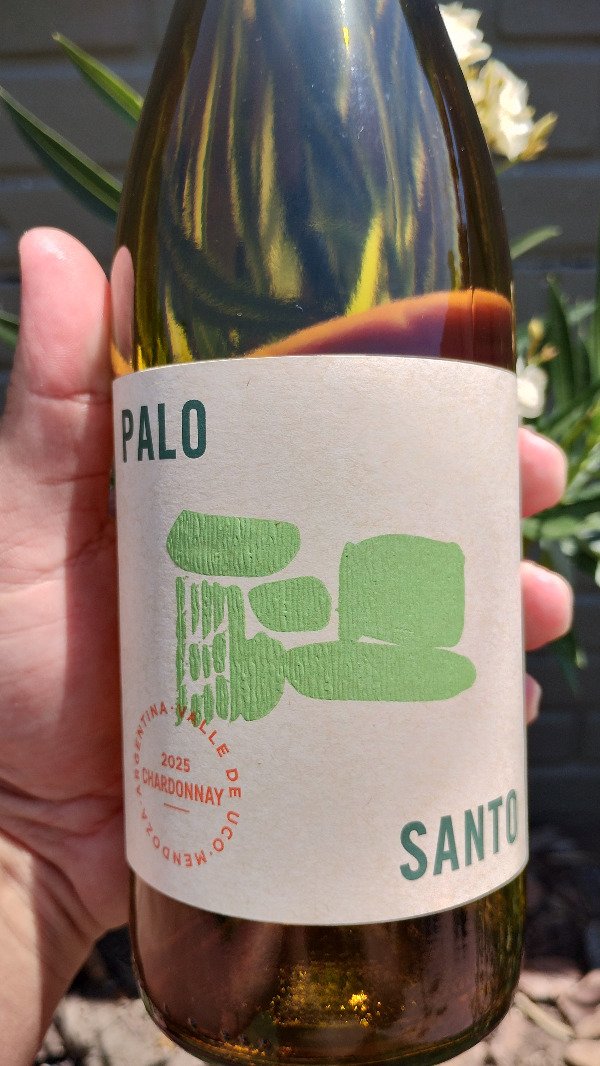 PALO
ARGENTINA · VALLE DE UCO · MENDOZA ·
2025
CHARDONNAY
SANTO